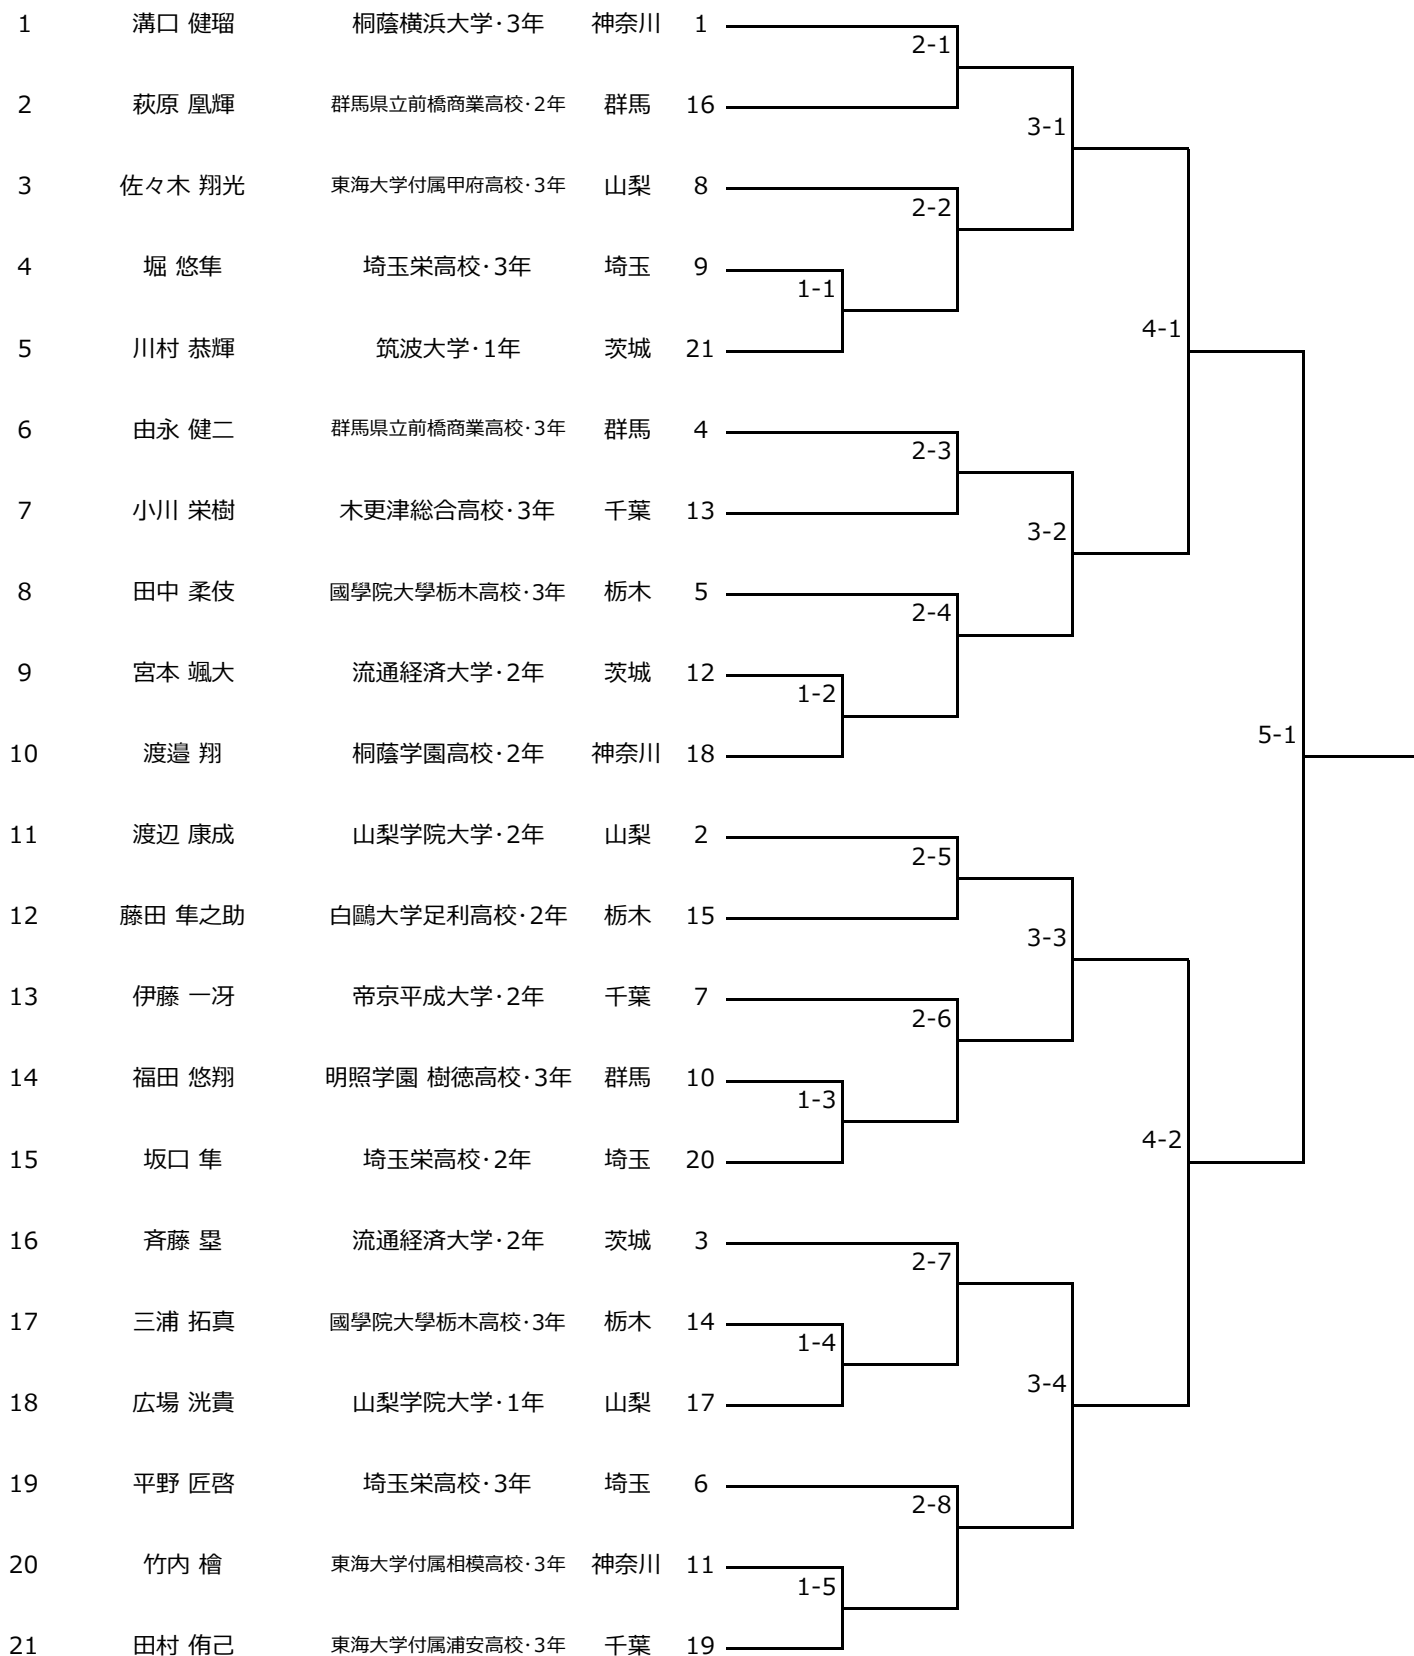 1 溝口 健瑠 桐蔭横浜大学・3年 神奈川 1
2-1
2 萩原 凰輝 群馬県立前橋商業高校・2年 群馬 16
3-1
3 佐々木 翔光 東海大学付属甲府高校・3年 山梨 8
2-2
4 堀 悠隼 埼玉栄高校・3年 埼玉 9
1-1
4-1
5 川村 恭輝 筑波大学・1年 茨城 21
6 由永 健二 群馬県立前橋商業高校・3年 群馬 4
2-3
7 小川 栄樹 木更津総合高校・3年 千葉 13
3-2
8 田中 柔伎 國學院大學栃木高校・3年 栃木 5
2-4
9 宮本 颯大 流通経済大学・2年 茨城 12
1-2
5-1
10 渡邉 翔 桐蔭学園高校・2年 神奈川 18
11 渡辺 康成 山梨学院大学・2年 山梨 2
2-5
12 藤田 隼之助 白鷗大学足利高校・2年 栃木 15
3-3
13 伊藤 一冴 帝京平成大学・2年 千葉 7
2-6
14 福田 悠翔 明照学園 樹徳高校・3年 群馬 10
1-3
4-2
15 坂口 隼 埼玉栄高校・2年 埼玉 20
16 斉藤 塁 流通経済大学・2年 茨城 3
2-7
17 三浦 拓真 國學院大學栃木高校・3年 栃木 14
1-4
3-4
18 広場 洸貴 山梨学院大学・1年 山梨 17
19 平野 匠啓 埼玉栄高校・3年 埼玉 6
2-8
20 竹内 檜 東海大学付属相模高校・3年 神奈川 11
1-5
21 田村 侑己 東海大学付属浦安高校・3年 千葉 19